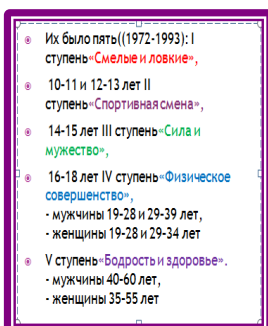 Их было пять((1972-1993): I
ступень«Смелые и ловкие»,
10-11 и 12-13 лет II
ступень«Спортивная смена»,
14-15 лет III ступень«Сила и
мужество»,
16-18 лет IV ступень«Физическое
совершенство»,
- мужчины 19-28 и 29-39 лет,
- женщины 19-28 и 29-34 лет
V ступень«Бодрость и здоровье».
- мужчины 40-60 лет,
- женщины 35-55 лет